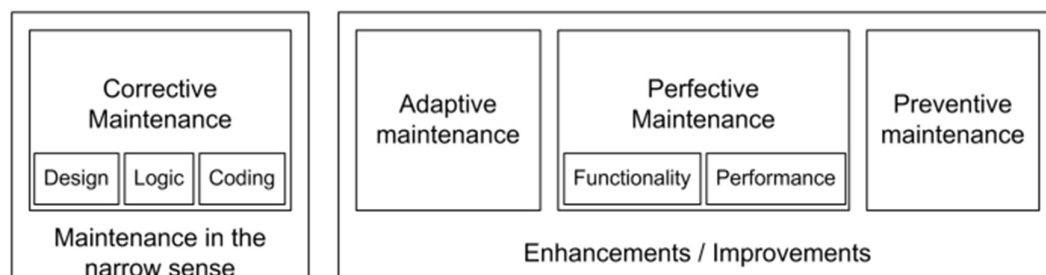 Corrective
Maintenance
Design
Logic
Coding
Maintenance in the
narrow sense
Adaptive
maintenance
Perfective
Maintenance
Functionality
Performance
Preventive
maintenance
Enhancements / Improvements